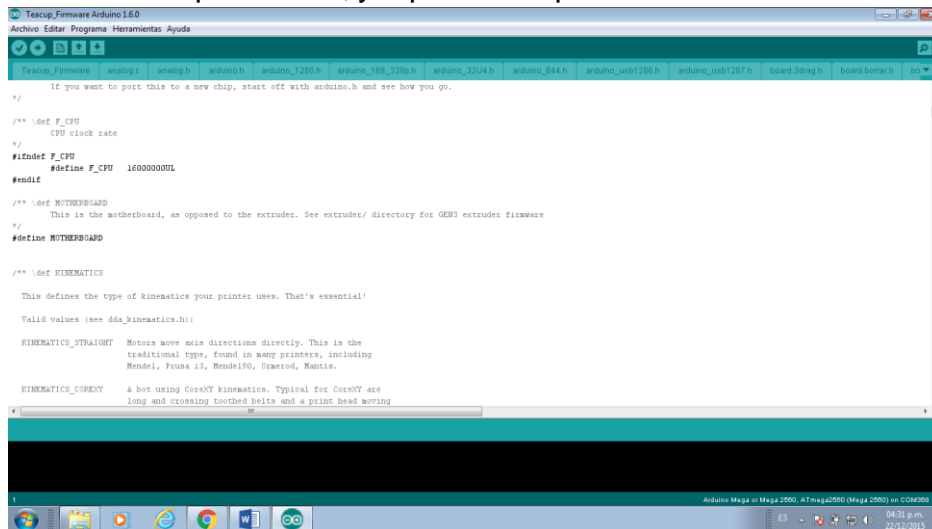 Teacup_Firmware Arduino 1.6.0
Archivo Editar Programa Herramientas Ayuda
Teacup_Firmware analog.c analog.h arduino.h arduino_1280.h arduino_168_328p.h arduino_32U4.h arduino_644.h arduino_usb1286.h arduino_usb1287.h board.3drag.h board.borrar.h bo
If you want to port this to a new chip, start off with arduino.h and see how you go.
*/
/** \def F_CPU
CPU clock rate
*/
#ifndef F_CPU
#define F_CPU 16000000UL
#endif
/** \def MOTHERBOARD
This is the motherboard, as opposed to the extruder. See extruder/ directory for GEN3 extruder firmware
*/
#define MOTHERBOARD
/** \def KINEMATICS
This defines the type of kinematics your printer uses. That's essential!
Valid values (see dda_kinematics.h):
KINEMATICS_STRAIGHT Motors move axis directions directly. This is the
traditional type, found in many printers, including
Mendel, Prusa i3, Mendel90, Ormerod, Mantis.
KINEMATICS_COREXY A bot using CoreXY kinematics. Typical for CoreXY are
long and crossing toothed belts and a print head moving
1
Arduino Mega or Mega 2560, ATmega2560 (Mega 2560) on COM368
ES
04:31 p.m.
22/12/2015